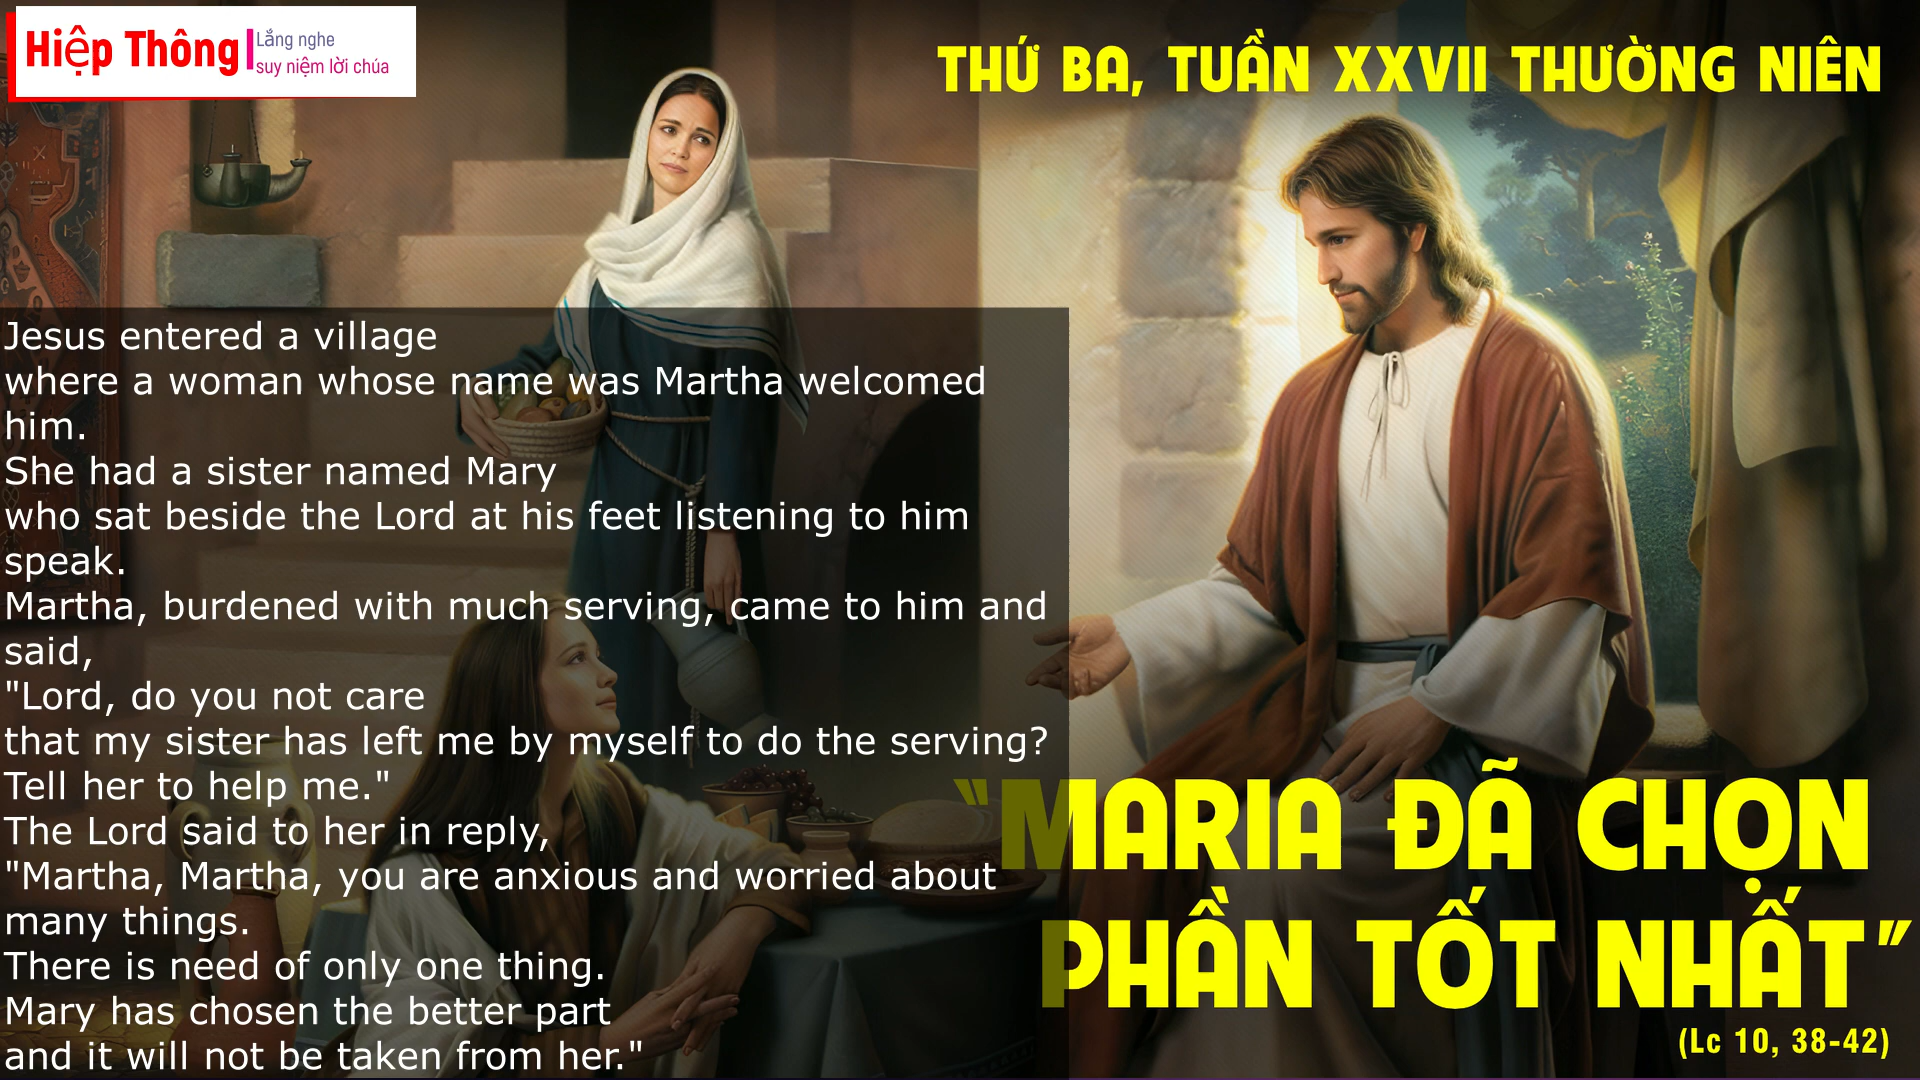 Hiệp Thông
Lắng nghe
suy niệm lời chúa
THỨ BA, TUẦN XXVII THƯỜNG NIÊN
Jesus entered a village
where a woman whose name was Martha welcomed
him.
She had a sister named Mary
who sat beside the Lord at his feet listening to him
speak.
Martha, burdened with much serving, came to him and
said,
"Lord, do you not care
that my sister has left me by myself to do the serving?
Tell her to help me."
The Lord said to her in reply,
"Martha, Martha, you are anxious and worried about
many things.
There is need of only one thing.
Mary has chosen the better part
and it will not be taken from her."
“MARIA ĐÃ CHỌN
PHẦN TỐT NHẤT”
(Lc 10, 38-42)